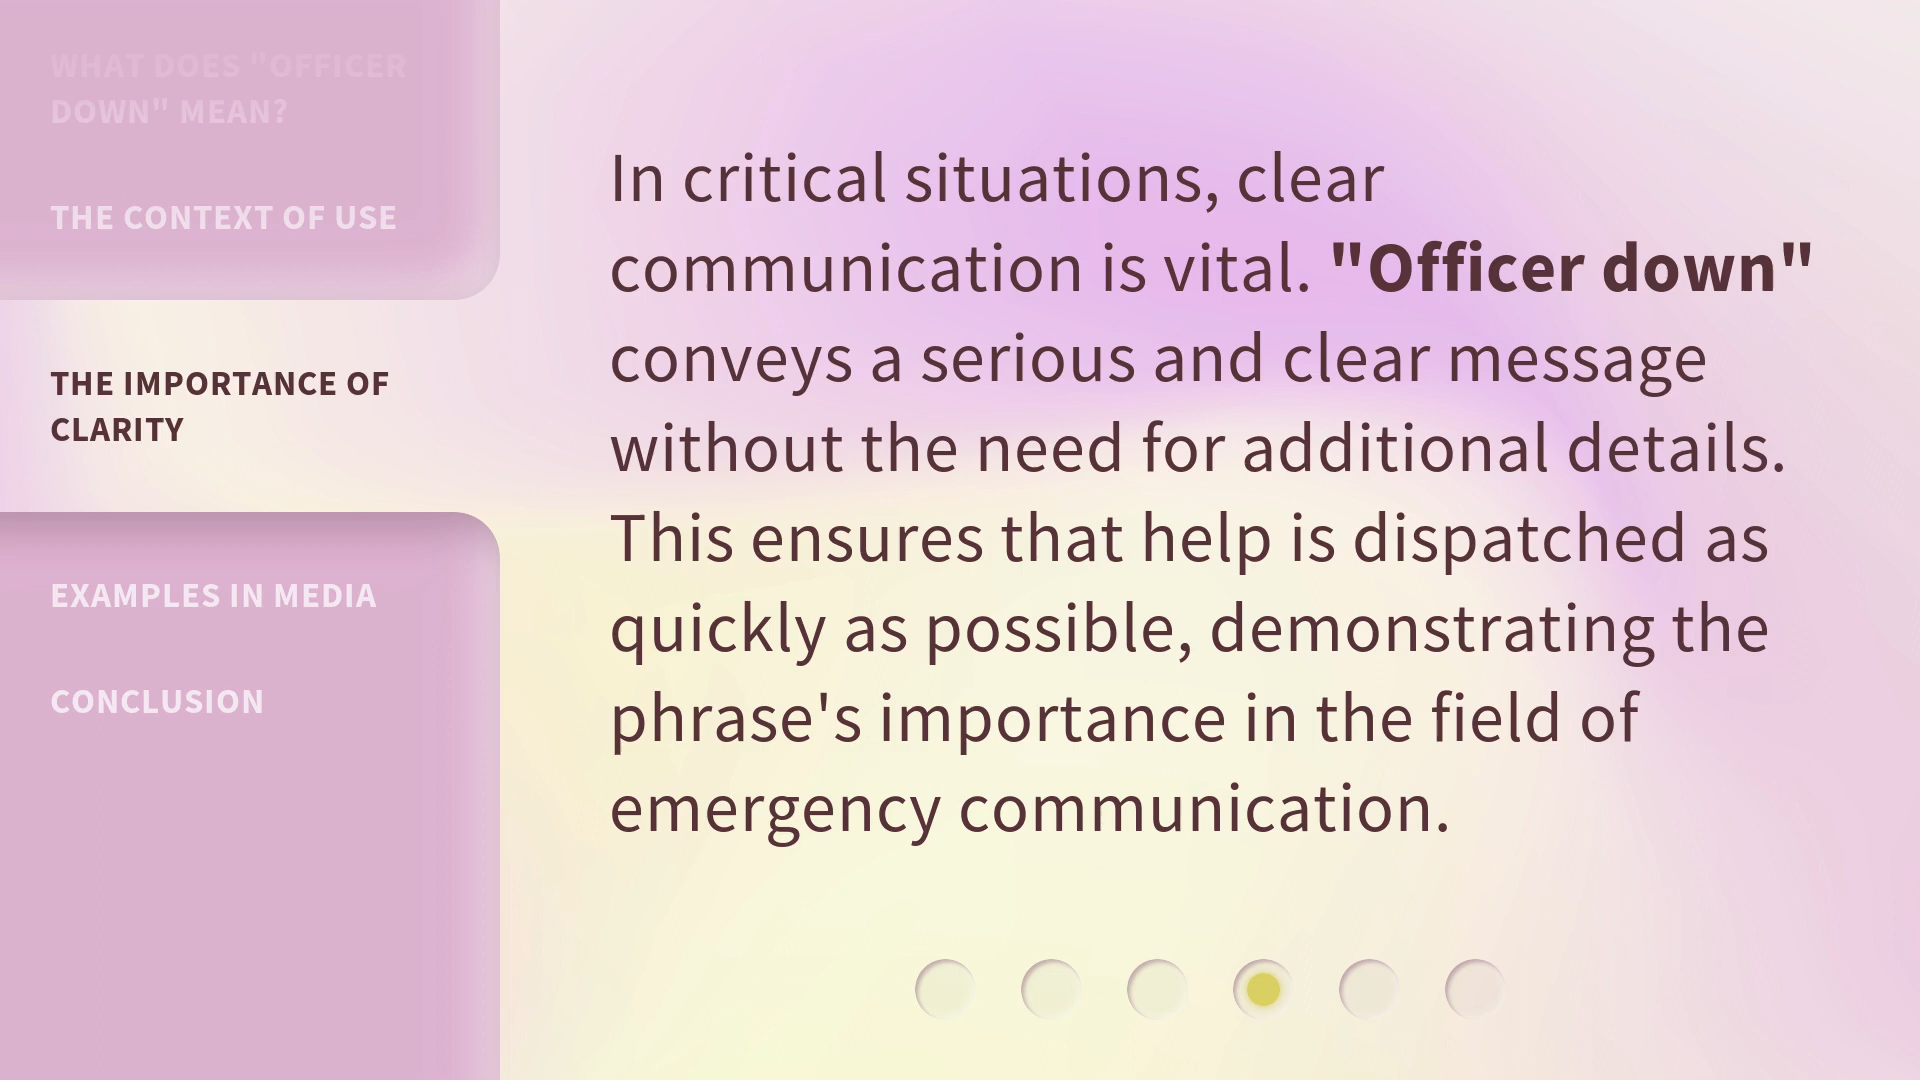 WHAT DOES "OFFICER
DOWN" MEAN?
THE CONTEXT OF USE
THE IMPORTANCE OF
CLARITY
EXAMPLES IN MEDIA
CONCLUSION
In critical situations, clear
communication is vital. "Officer down"
conveys a serious and clear message
without the need for additional details.
This ensures that help is dispatched as
quickly as possible, demonstrating the
phrase's importance in the field of
emergency communication.